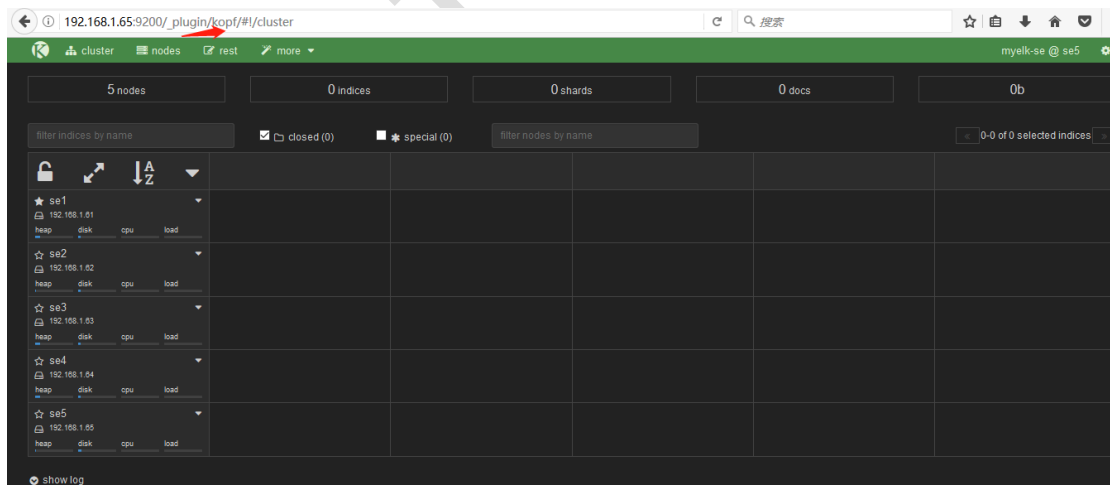 192.168.1.65:9200/_plugin/kopf/#!/cluster
搜索
cluster nodes rest more myelk-se @ se5
5 nodes 0 indices 0 shards 0 docs 0b
filter indices by name closed (0) special (0) filter nodes by name 0-0 of 0 selected indices
A
Z
se1
192.168.1.61
heap disk cpu load
se2
192.168.1.62
heap disk cpu load
se3
192.168.1.63
heap disk cpu load
se4
192.168.1.64
heap disk cpu load
se5
192.168.1.65
heap disk cpu load
show log